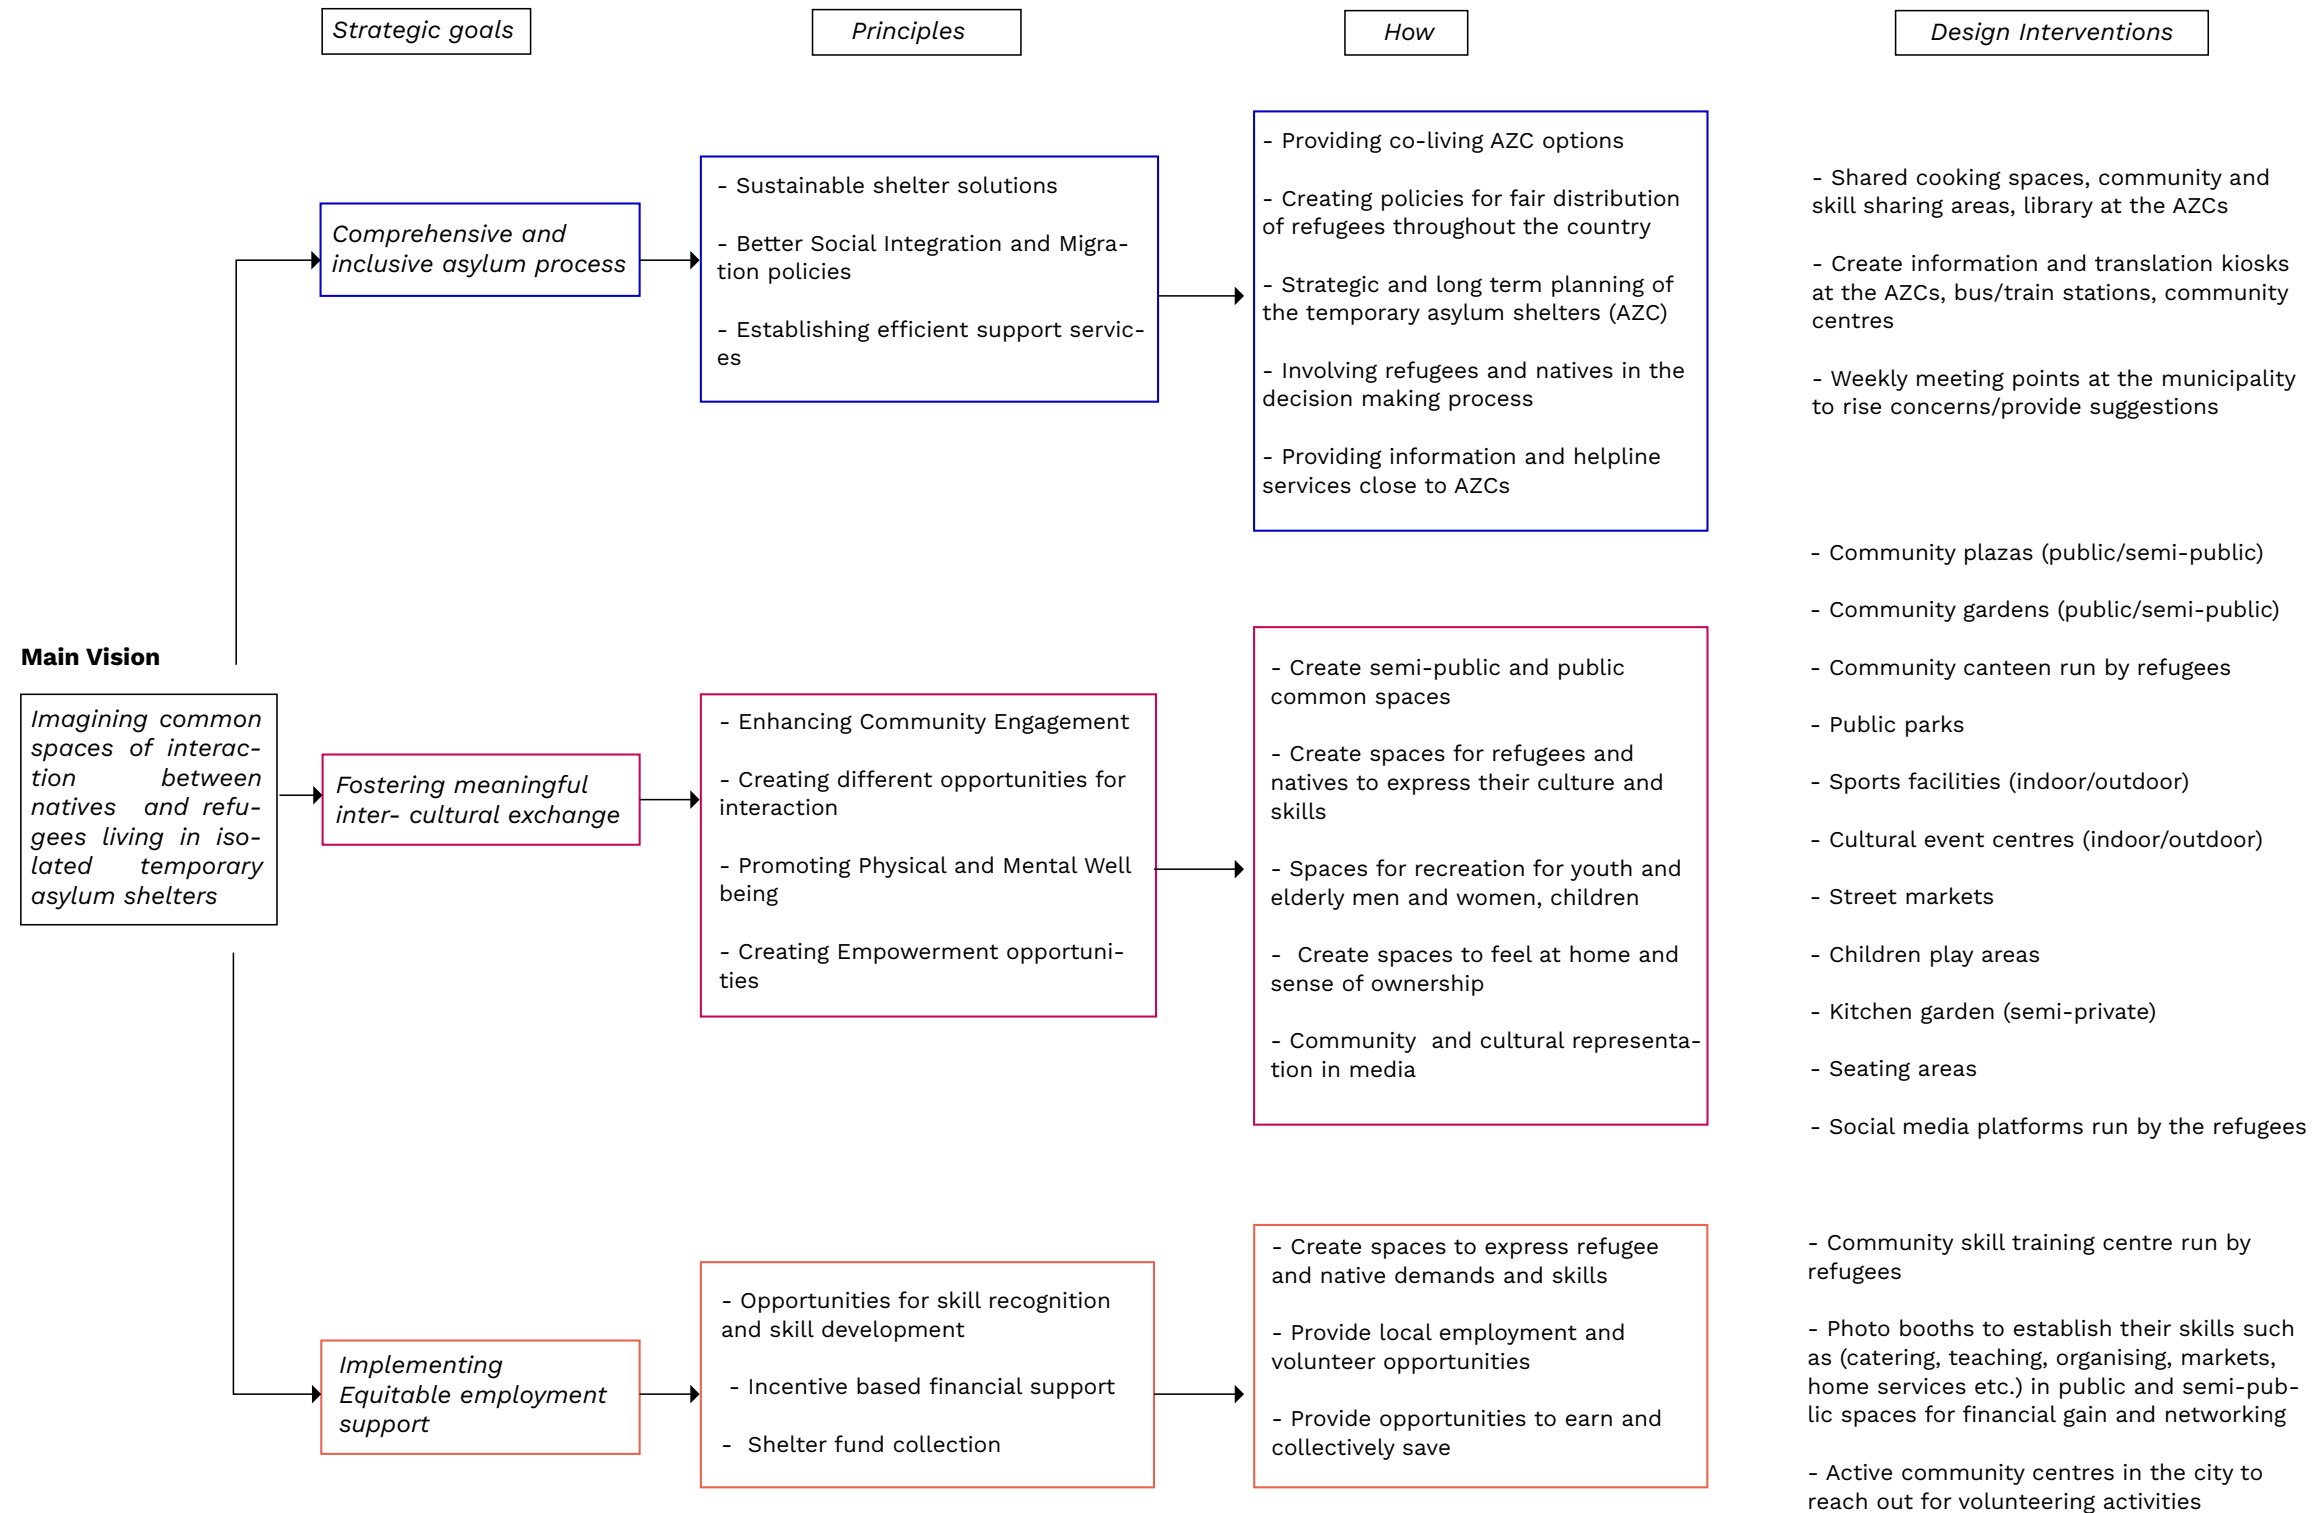 Strategic goals
Principles
How
Design Interventions
Main Vision
Imagining common
spaces of interac-
tion between
natives and refu-
gees living in iso-
lated temporary
asylum shelters
Comprehensive and
inclusive asylum process
- Sustainable shelter solutions
- Better Social Integration and Migra-
tion policies
- Establishing efficient support servic-
es
- Providing co-living AZC options
- Creating policies for fair distribution
of refugees throughout the country
- Strategic and long term planning of
the temporary asylum shelters (AZC)
- Involving refugees and natives in the
decision making process
- Providing information and helpline
services close to AZCs
- Shared cooking spaces, community and
skill sharing areas, library at the AZCs
- Create information and translation kiosks
at the AZCs, bus/train stations, community
centres
- Weekly meeting points at the municipality
to rise concerns/provide suggestions
Fostering meaningful
inter- cultural exchange
- Enhancing Community Engagement
- Creating different opportunities for
interaction
- Promoting Physical and Mental Well
being
- Creating Empowerment opportuni-
ties
- Create semi-public and public
common spaces
- Create spaces for refugees and
natives to express their culture and
skills
- Spaces for recreation for youth and
elderly men and women, children
- Create spaces to feel at home and
sense of ownership
- Community and cultural representa-
tion in media
- Community plazas (public/semi-public)
- Community gardens (public/semi-public)
- Community canteen run by refugees
- Public parks
- Sports facilities (indoor/outdoor)
- Cultural event centres (indoor/outdoor)
- Street markets
- Children play areas
- Kitchen garden (semi-private)
- Seating areas
- Social media platforms run by the refugees
Implementing
Equitable employment
support
- Opportunities for skill recognition
and skill development
- Incentive based financial support
- Shelter fund collection
- Create spaces to express refugee
and native demands and skills
- Provide local employment and
volunteer opportunities
- Provide opportunities to earn and
collectively save
- Community skill training centre run by
refugees
- Photo booths to establish their skills such
as (catering, teaching, organising, markets,
home services etc.) in public and semi-pub-
lic spaces for financial gain and networking
- Active community centres in the city to
reach out for volunteering activities